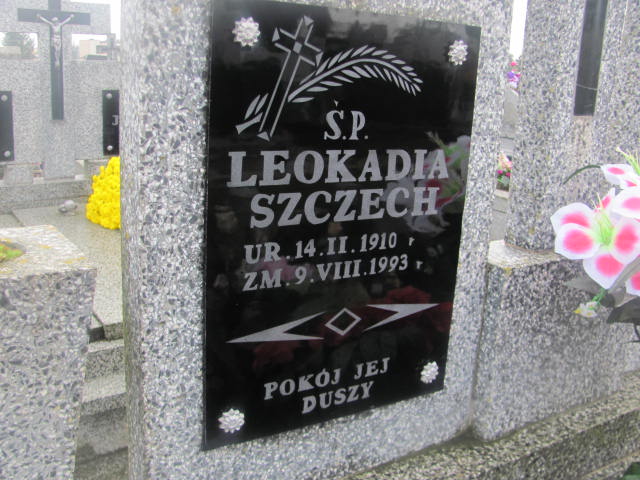 Ś.P.
LEOKADIA
SZCZECH
UR. 14. II. 1910 r
ZM. 9. VIII. 1993 r
POKÓJ JEJ
DUSZY